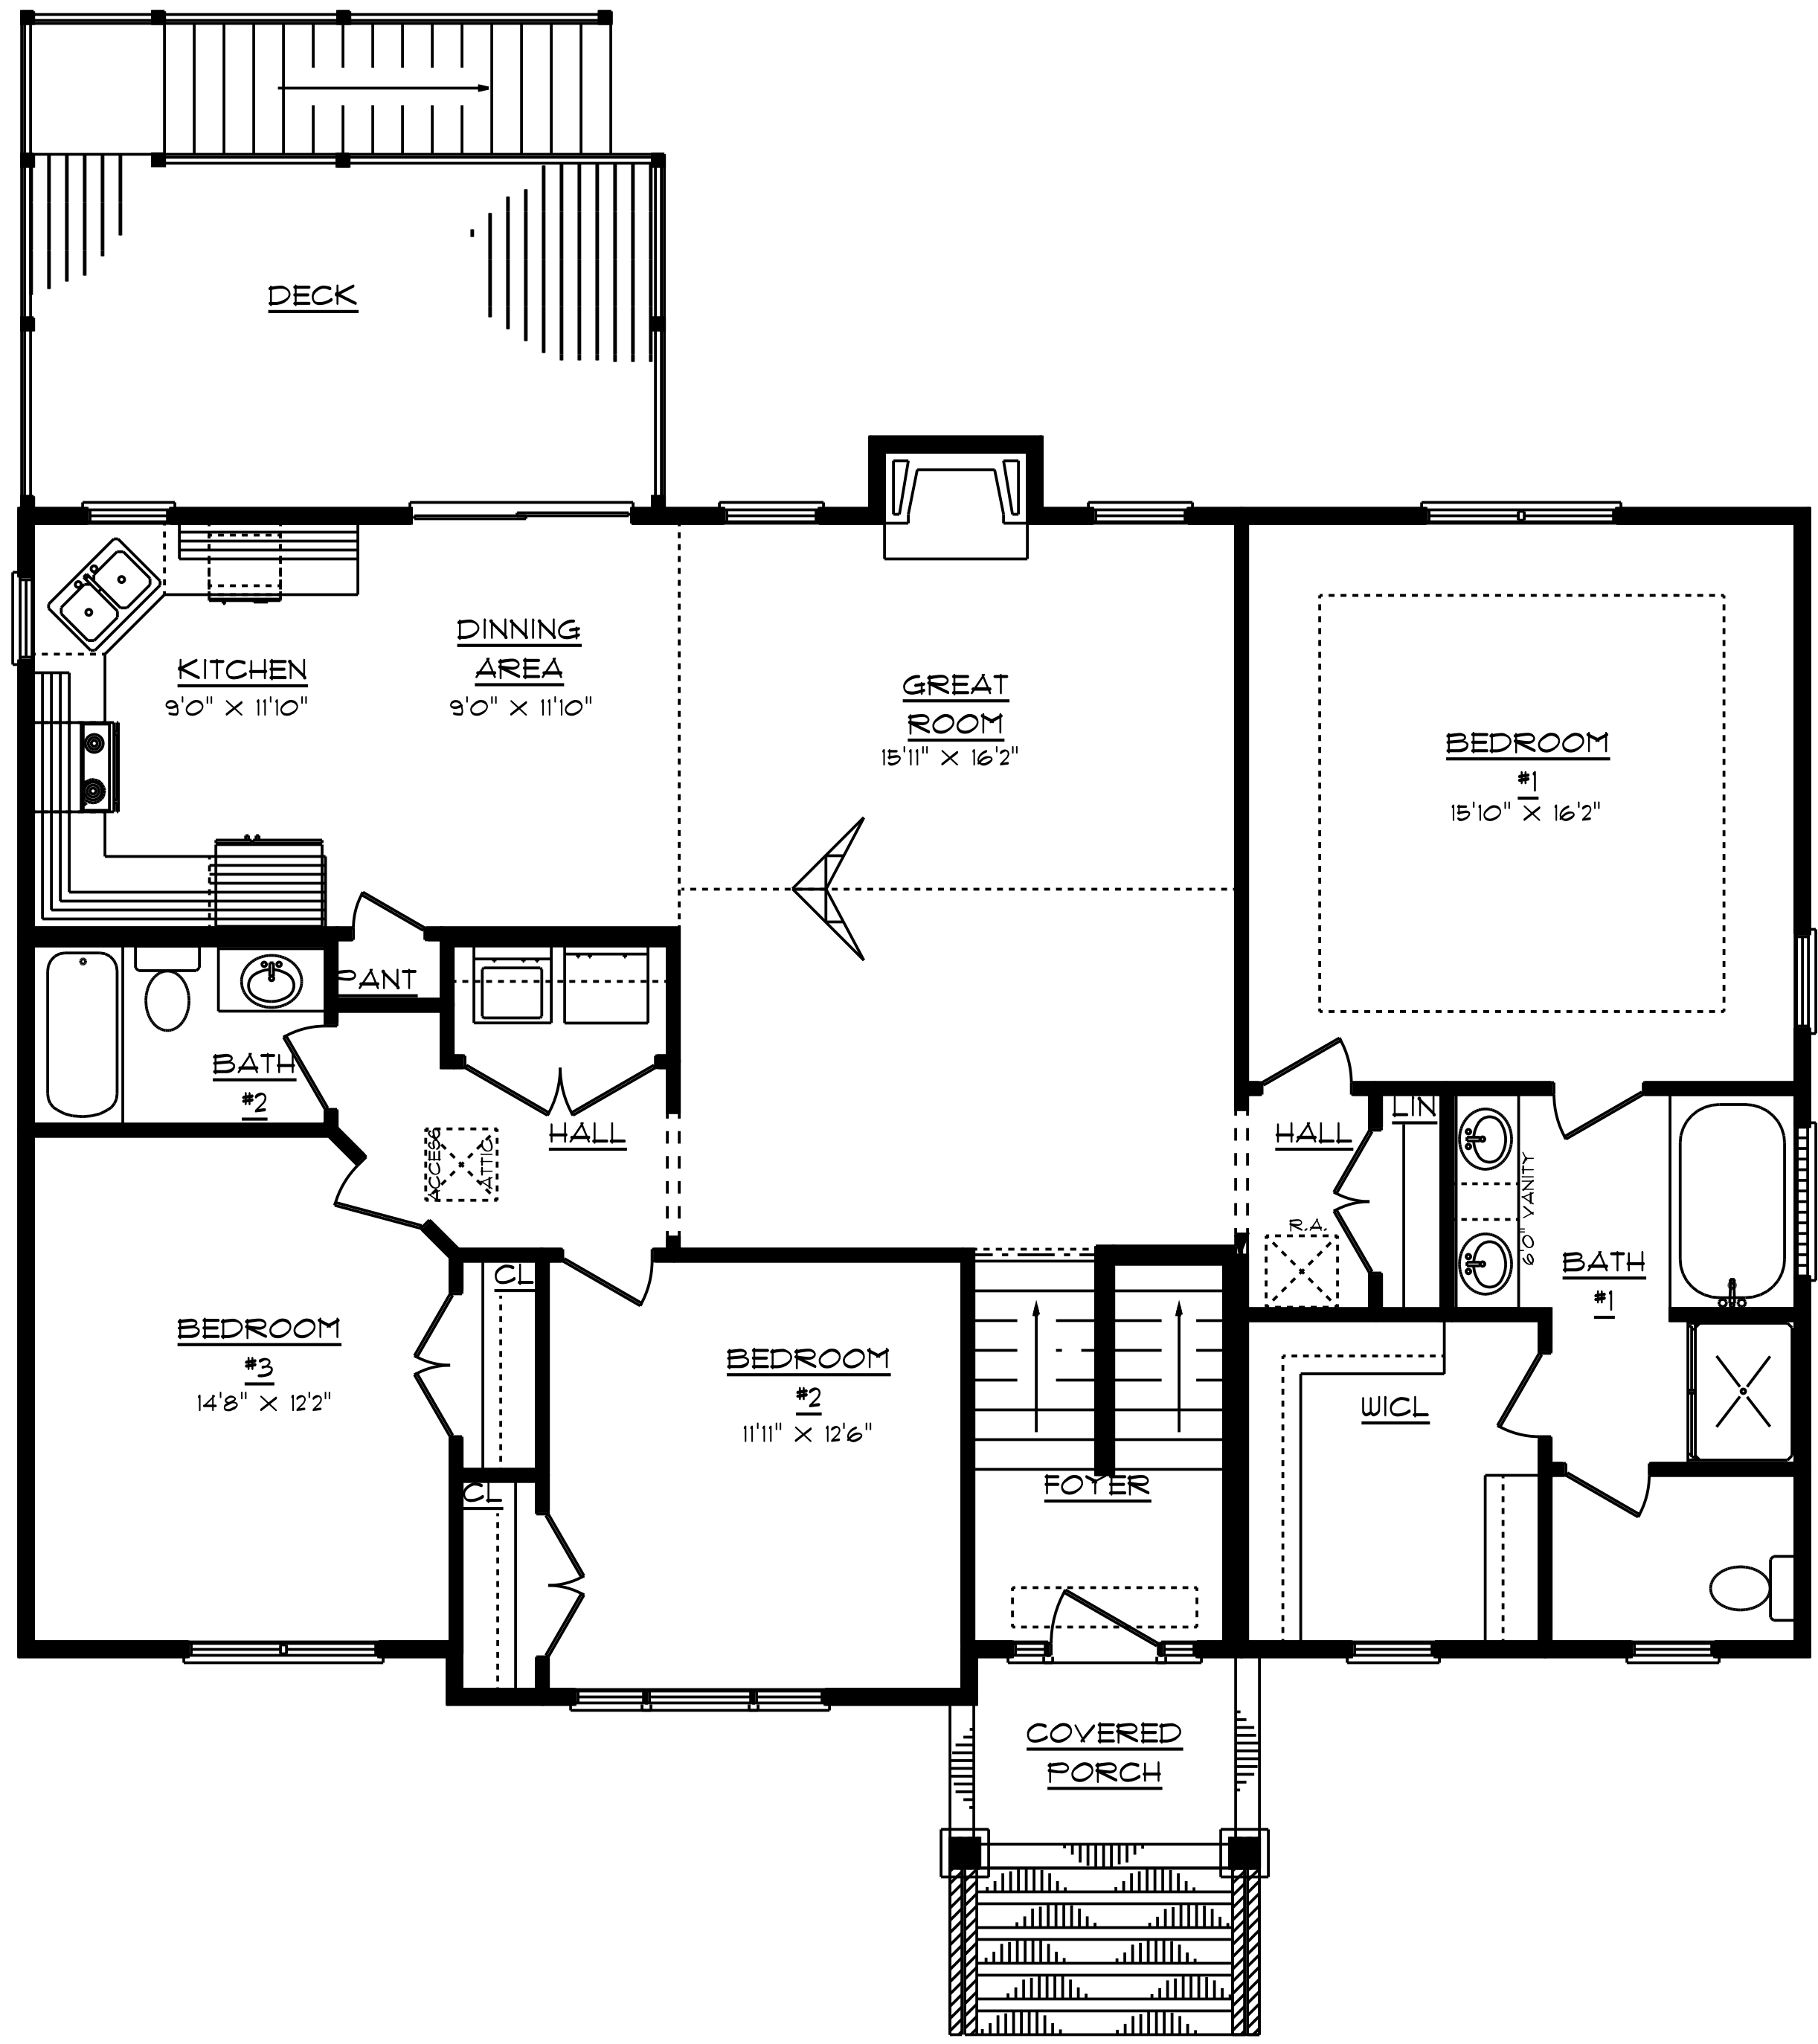 DECK
KITCHEN
9'0" X 11'10"
DINNING
AREA
9'0" X 11'10"
GREAT
ROOM
15'11" X 16'2"
BEDROOM
#1
15'10" X 16'2"
PANT
BATH
#2
HALL
ACCESS
ATTIC
HALL
LIN
R.A.
6'0" VANITY
BATH
#1
CL
BEDROOM
#3
14'8" X 12'2"
BEDROOM
#2
11'11" X 12'6"
WICL
CL
FOYER
COVERED
PORCH